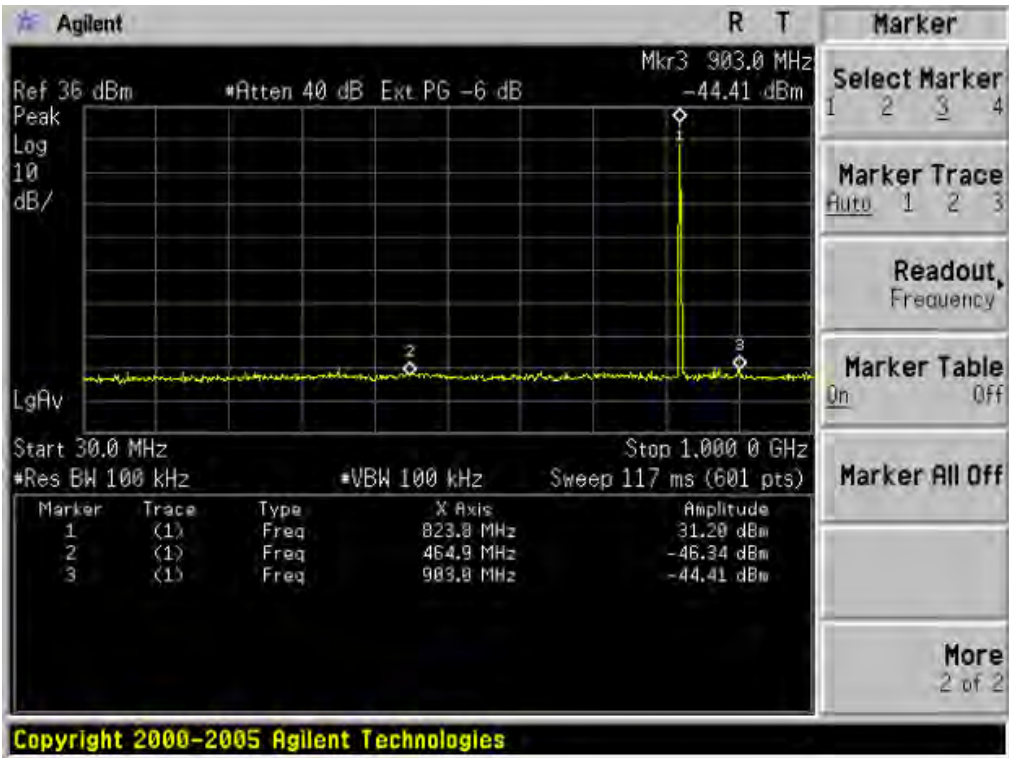 Agilent R T Marker
Mkr3 903.0 MHz
Ref 36 dBm #Atten 40 dB Ext PG -6 dB -44.41 dBm
Peak
Log
10
dB/
1
2
3
LgAv
Start 30.0 MHz Stop 1.000 0 GHz
#Res BW 100 kHz #VBW 100 kHz Sweep 117 ms (601 pts)
Marker Trace Type X Axis Amplitude
1 (1) Freq 823.8 MHz 31.20 dBm
2 (1) Freq 464.9 MHz -46.34 dBm
3 (1) Freq 903.0 MHz -44.41 dBm
Select Marker
1 2 3 4
Marker Trace
Auto 1 2 3
Readout
Frequency
Marker Table
On Off
Marker All Off
More
2 of 2
Copyright 2000-2005 Agilent Technologies